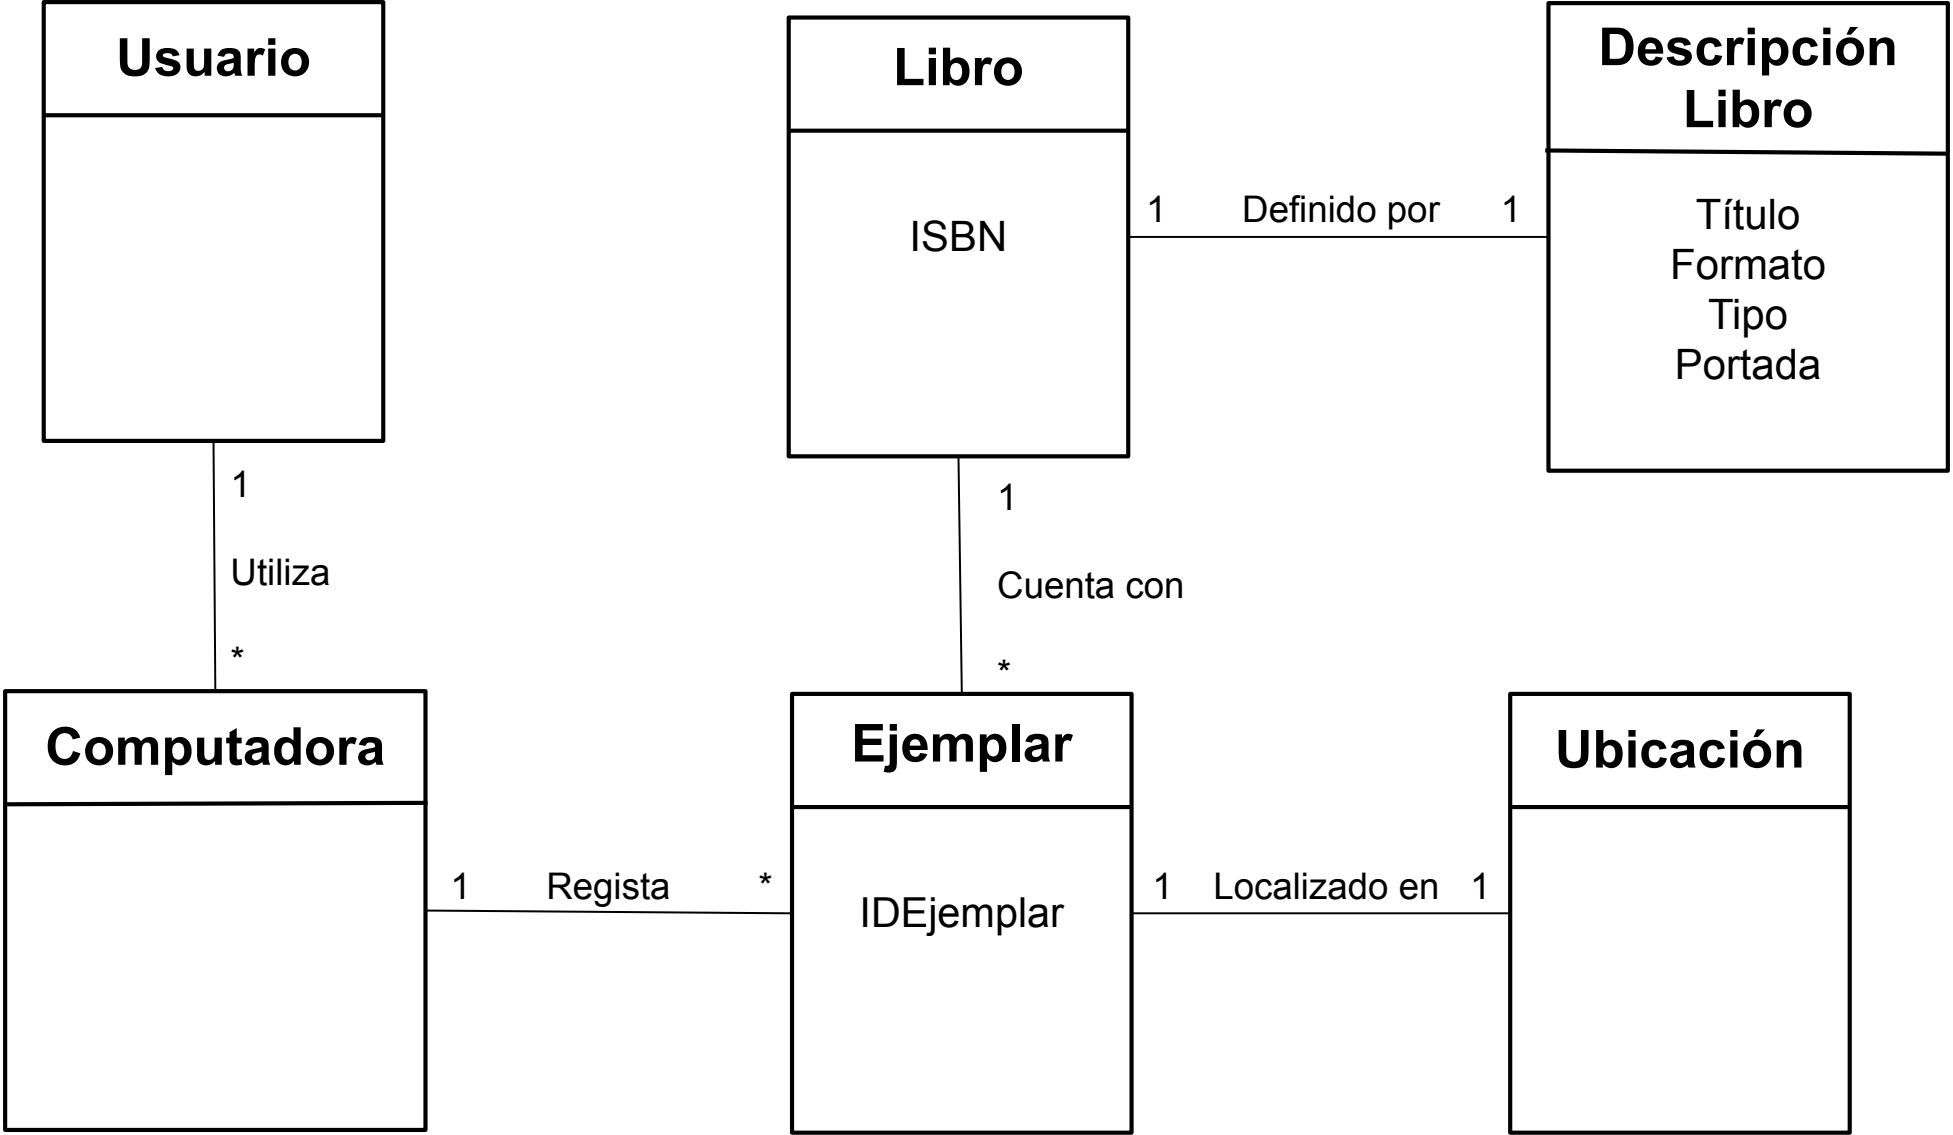 Usuario
1
Utiliza
*
Libro
ISBN
1 Definido por 1
Descripción
Libro
Título
Formato
Tipo
Portada
1
Cuenta con
*
Computadora
1 Regista *
Ejemplar
IDEjemplar
1 Localizado en 1
Ubicación